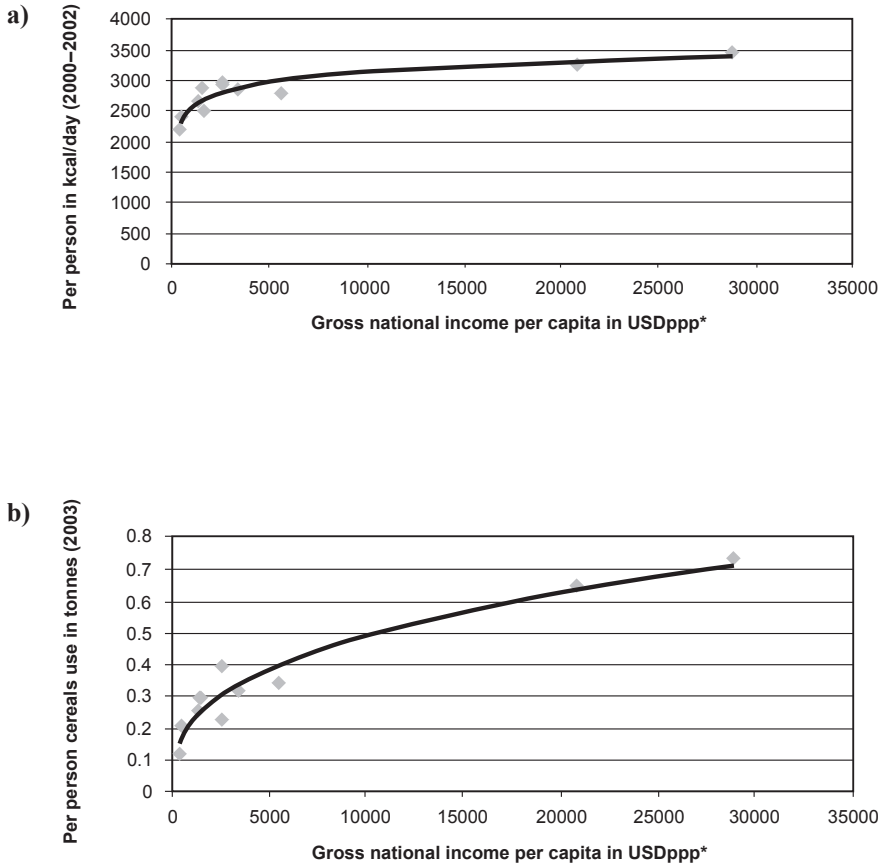 a)
Per person in kcal/day (2000–2002)
4000
3500
3000
2500
2000
1500
1000
500
0
0 5000 10000 15000 20000 25000 30000 35000
Gross national income per capita in USDppp*
b)
Per person cereals use in tonnes (2003)
0.8
0.7
0.6
0.5
0.4
0.3
0.2
0.1
0
0 5000 10000 15000 20000 25000 30000 35000
Gross national income per capita in USDppp*